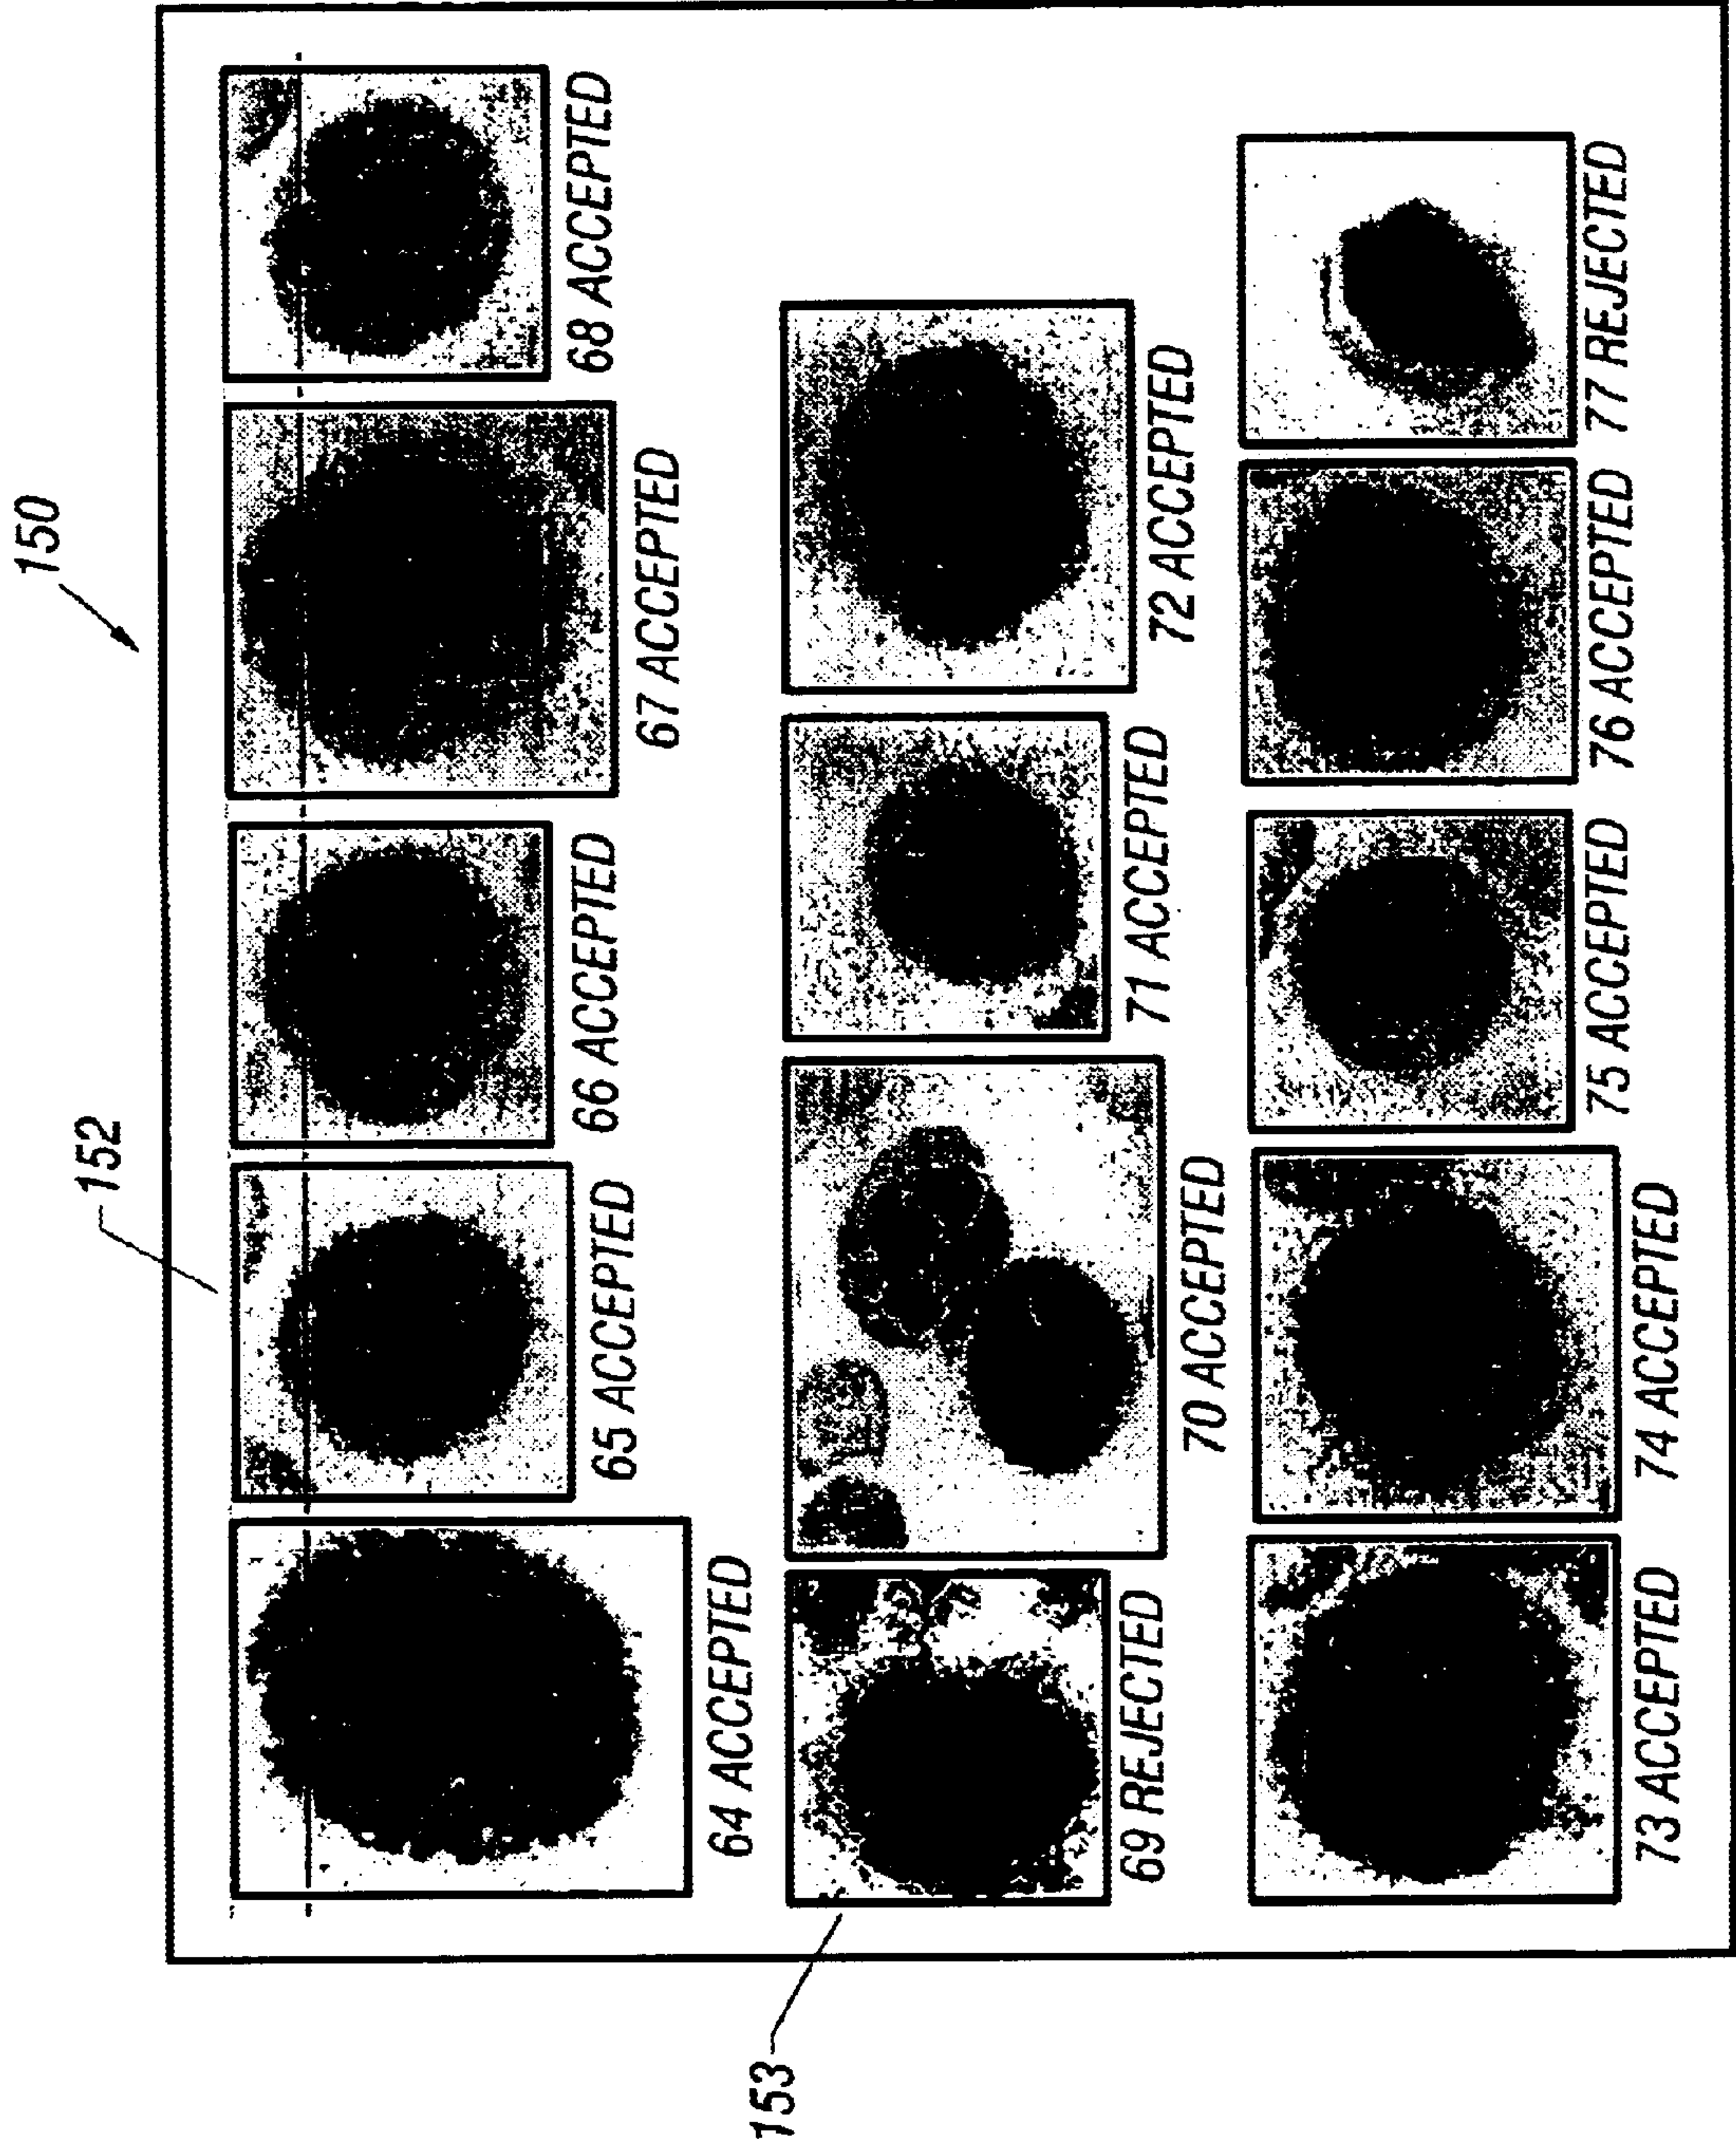 150
152
64 ACCEPTED
65 ACCEPTED
66 ACCEPTED
67 ACCEPTED
68 ACCEPTED
153
69 REJECTED
70 ACCEPTED
71 ACCEPTED
72 ACCEPTED
73 ACCEPTED
74 ACCEPTED
75 ACCEPTED
76 ACCEPTED
77 REJECTED